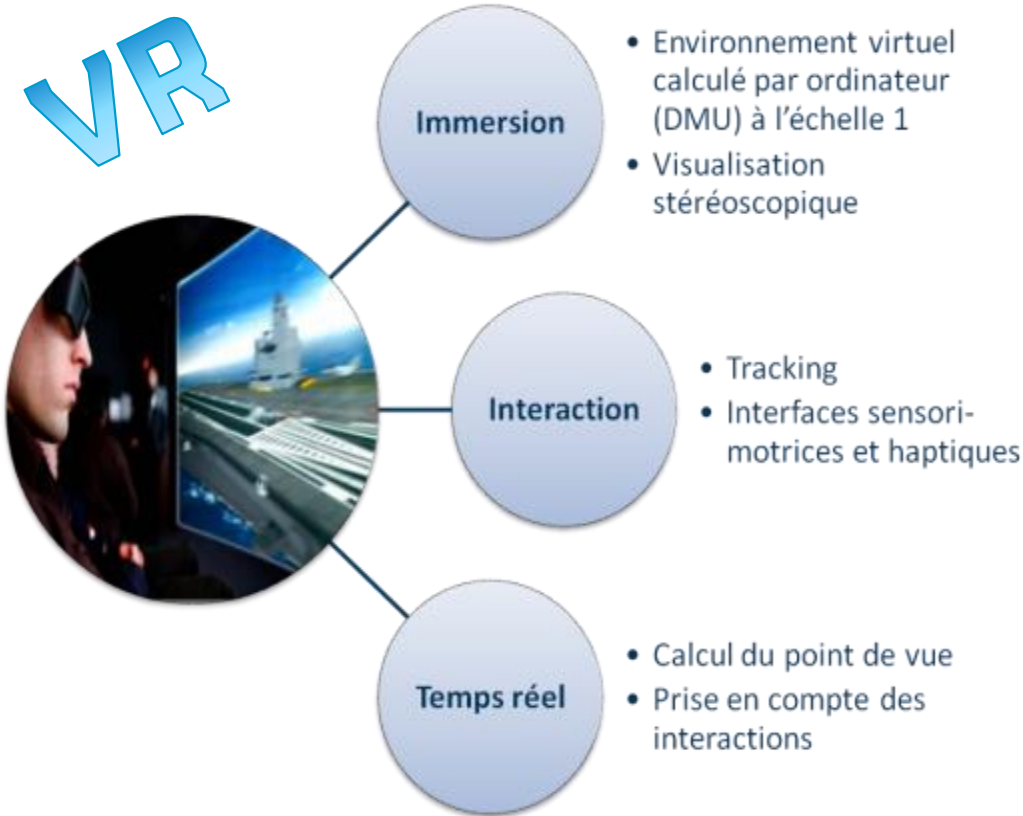 VR
Immersion
• Environnement virtuel
calculé par ordinateur
(DMU) à l’échelle 1
• Visualisation
stéréoscopique
Interaction
• Tracking
• Interfaces sensori-
motrices et haptiques
Temps réel
• Calcul du point de vue
• Prise en compte des
interactions